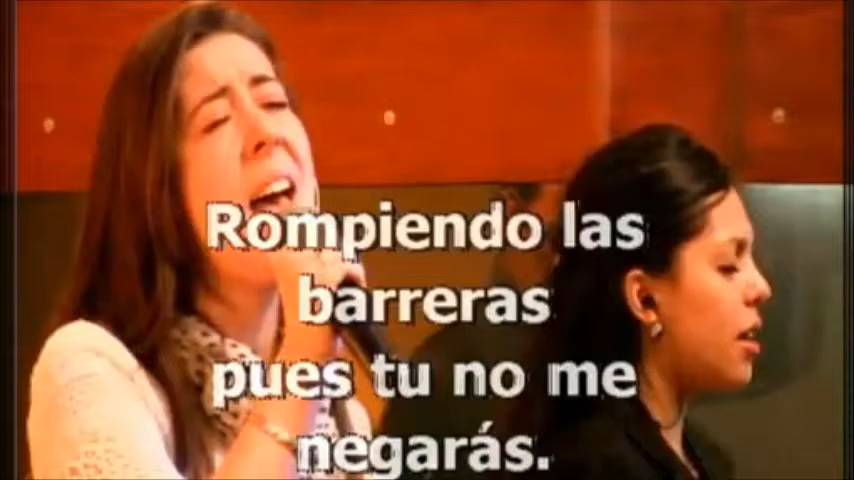 Rompiendo las
barreras
pues tu no me
negarás.